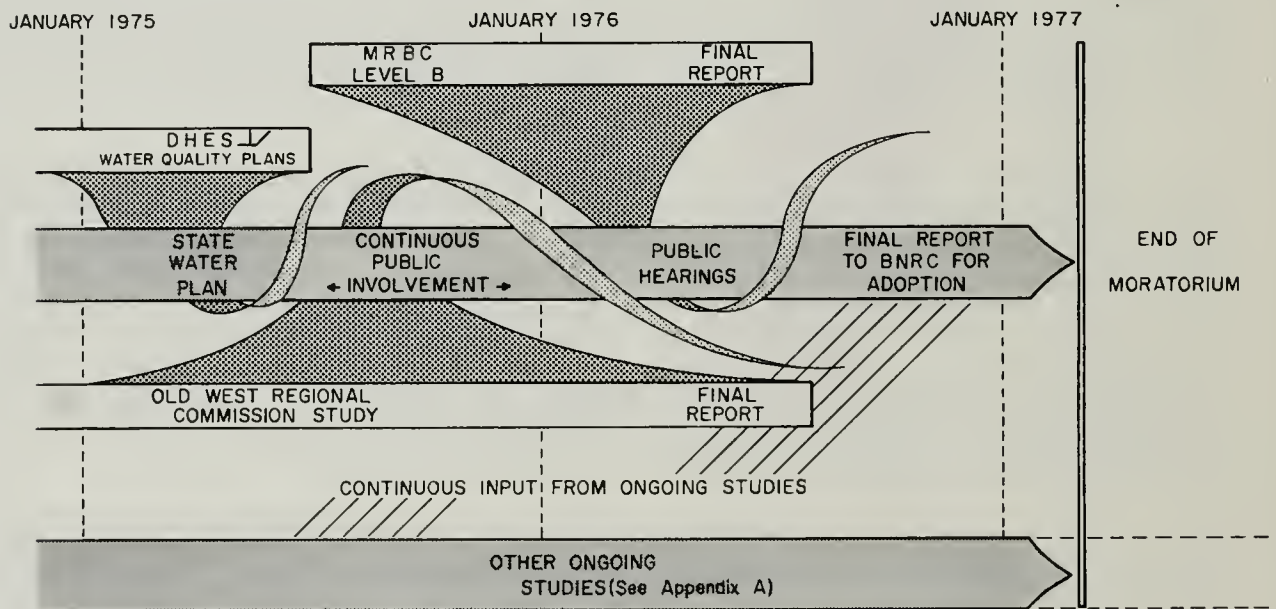 JANUARY 1975
JANUARY 1976
JANUARY 1977
MRBC
LEVEL B
FINAL
REPORT
DHES 1/
WATER QUALITY PLANS
STATE
WATER
PLAN
CONTINUOUS
PUBLIC
← INVOLVEMENT →
PUBLIC
HEARINGS
FINAL REPORT
TO BNRC FOR
ADOPTION
END OF
MORATORIUM
OLD WEST REGIONAL
COMMISSION STUDY
FINAL
REPORT
CONTINUOUS INPUT FROM ONGOING STUDIES
OTHER ONGOING
STUDIES (See Appendix A)